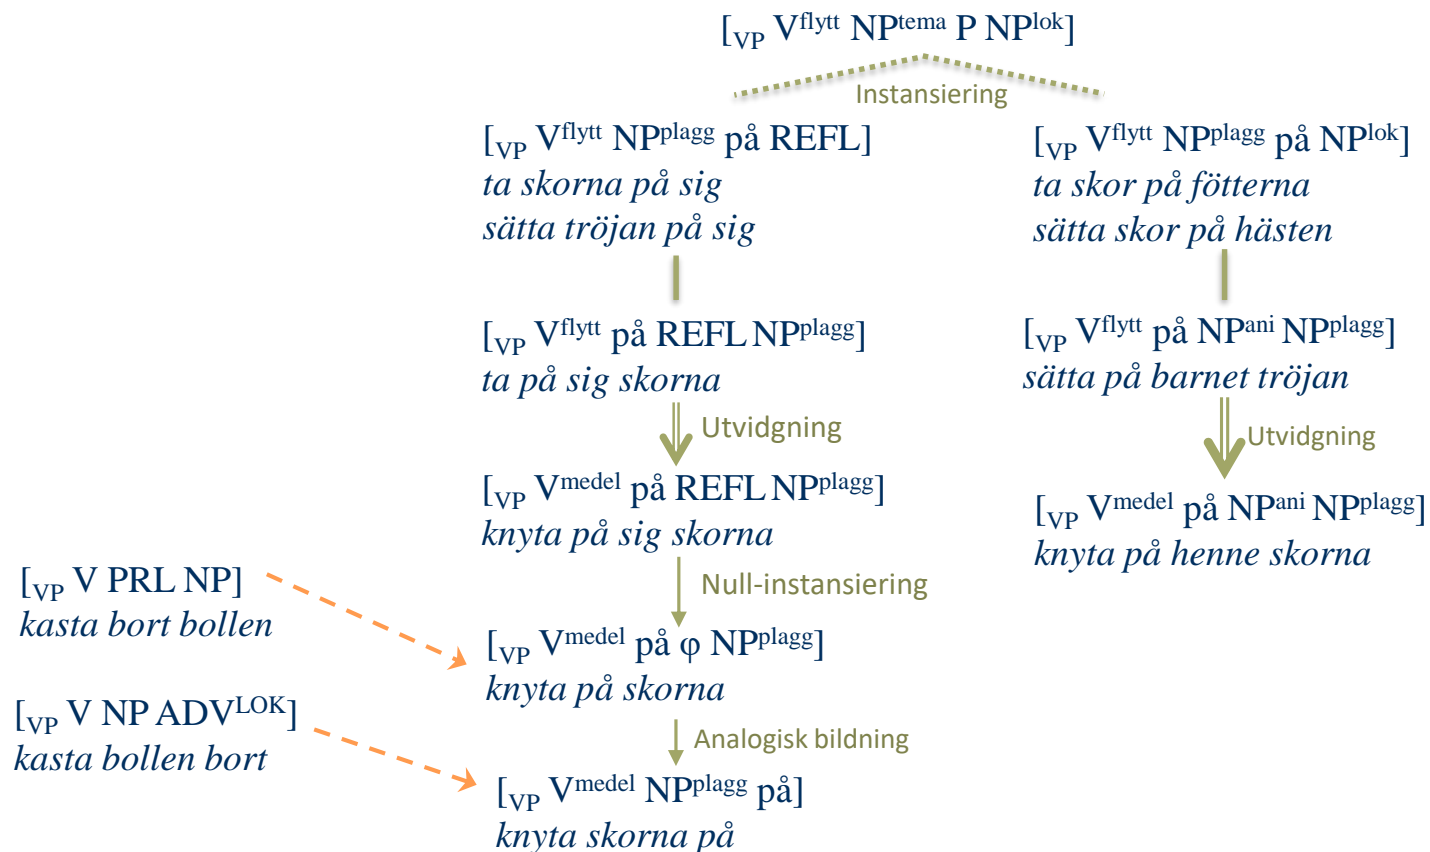 [VP Vflytt NPtema P NPlok]
Instansiering
[VP Vflytt NPplagg på REFL]
ta skorna på sig
sätta tröjan på sig
[VP Vflytt NPplagg på NPlok]
ta skor på fötterna
sätta skor på hästen
[VP Vflytt på REFL NPplagg]
ta på sig skorna
[VP Vflytt på NPani NPplagg]
sätta på barnet tröjan
Utvidgning
Utvidgning
[VP Vmedel på REFL NPplagg]
knyta på sig skorna
[VP Vmedel på NPani NPplagg]
knyta på henne skorna
Null-instansiering
[VP V PRL NP]
kasta bort bollen
[VP Vmedel på φ NPplagg]
knyta på skorna
[VP V NP ADVLOK]
kasta bollen bort
Analogisk bildning
[VP Vmedel NPplagg på]
knyta skorna på